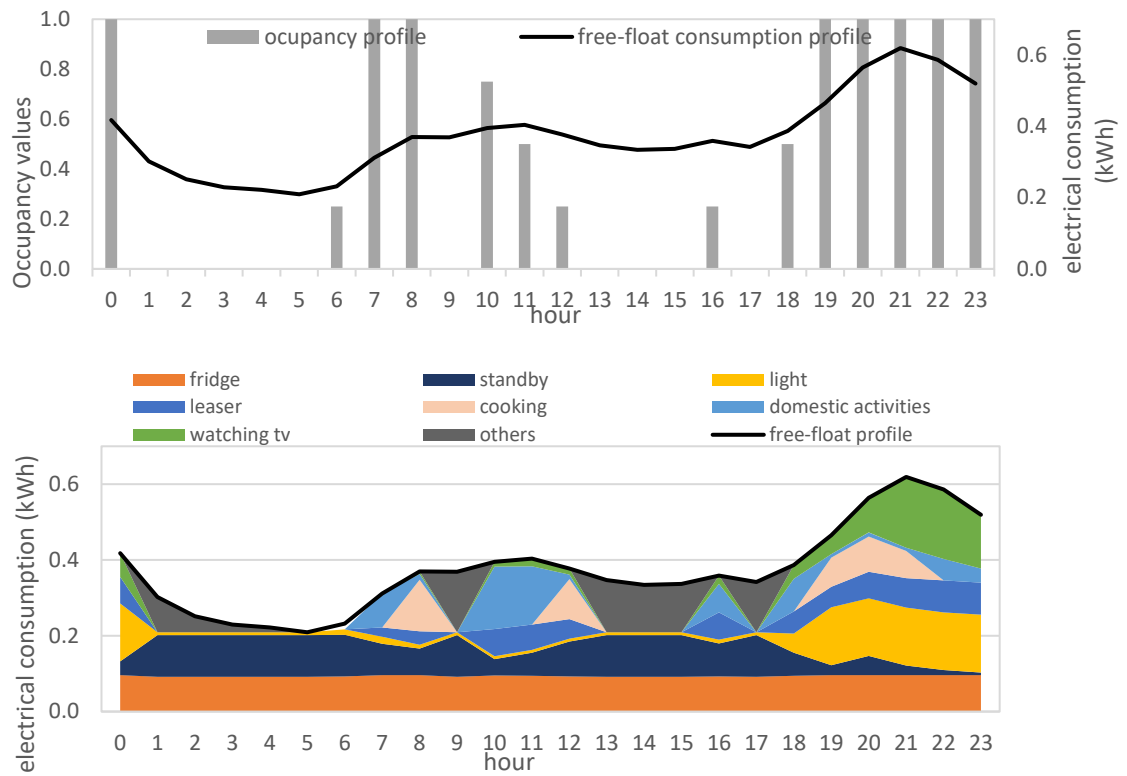 ocupancy profile free-float consumption profile
1.0
0.8
0.6
0.4
0.2
0.0
Occupancy values
0.6
0.4
0.2
0.0
electrical consumption
(kWh)
0 1 2 3 4 5 6 7 8 9 10 11 12 13 14 15 16 17 18 19 20 21 22 23
hour
fridge standby light
leaser cooking domestic activities
watching tv others free-float profile
electrical consumption (kWh)
0.6
0.4
0.2
0.0
0 1 2 3 4 5 6 7 8 9 10 11 12 13 14 15 16 17 18 19 20 21 22 23
hour